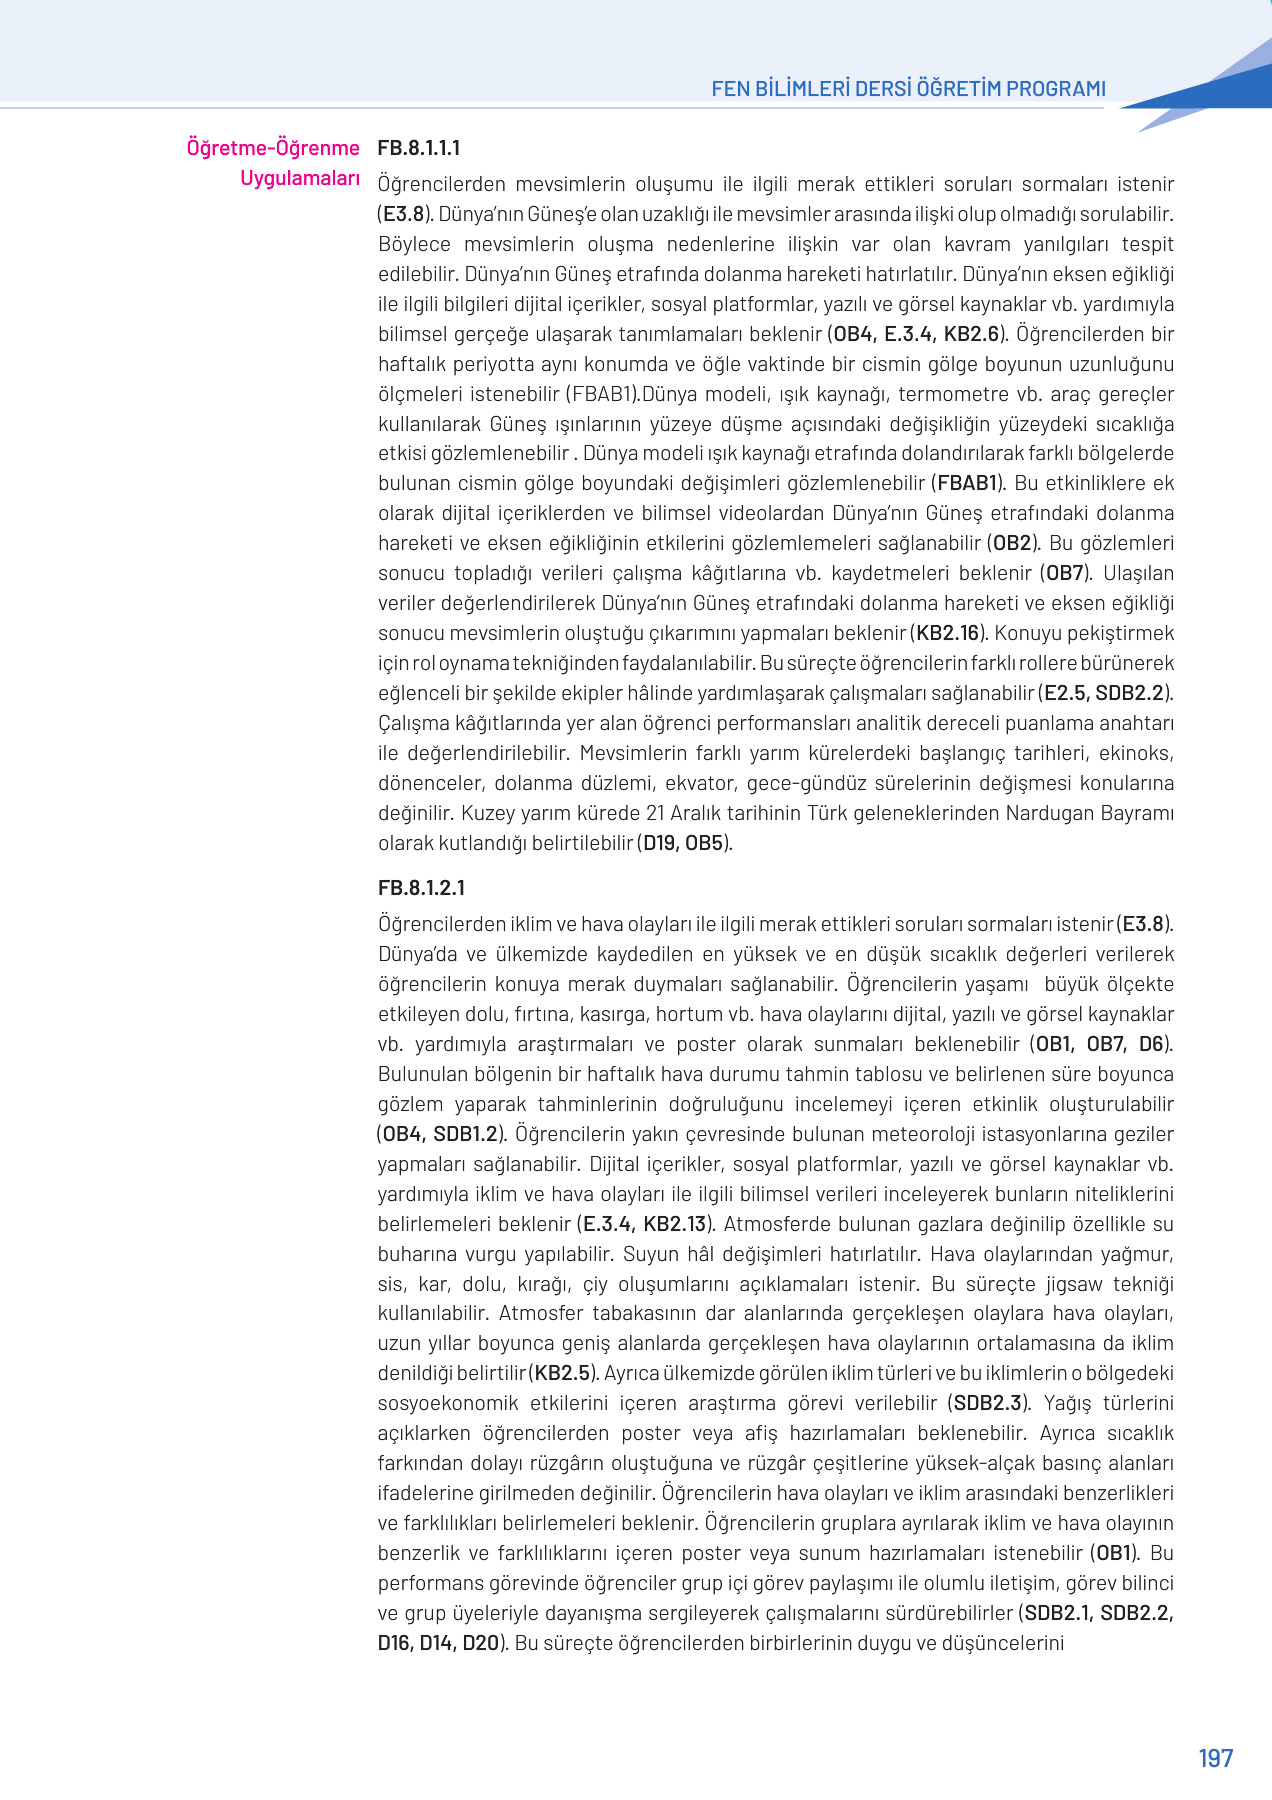 FEN BİLİMLERİ DERSİ ÖĞRETİM PROGRAMI
Öğretme-Öğrenme
Uygulamaları
FB.8.1.1.1
Öğrencilerden mevsimlerin oluşumu ile ilgili merak ettikleri soruları sormaları istenir
(E3.8). Dünya’nın Güneş’e olan uzaklığı ile mevsimler arasında ilişki olup olmadığı sorulabilir.
Böylece mevsimlerin oluşma nedenlerine ilişkin var olan kavram yanılgıları tespit
edilebilir. Dünya’nın Güneş etrafında dolanma hareketi hatırlatılır. Dünya’nın eksen eğikliği
ile ilgili bilgileri dijital içerikler, sosyal platformlar, yazılı ve görsel kaynaklar vb. yardımıyla
bilimsel gerçeğe ulaşarak tanımlamaları beklenir (OB4, E.3.4, KB2.6). Öğrencilerden bir
haftalık periyotta aynı konumda ve öğle vaktinde bir cismin gölge boyunun uzunluğunu
ölçmeleri istenebilir (FBAB1).Dünya modeli, ışık kaynağı, termometre vb. araç gereçler
kullanılarak Güneş ışınlarının yüzeye düşme açısındaki değişikliğin yüzeydeki sıcaklığa
etkisi gözlemlenebilir . Dünya modeli ışık kaynağı etrafında dolandırılarak farklı bölgelerde
bulunan cismin gölge boyundaki değişimleri gözlemlenebilir (FBAB1). Bu etkinliklere ek
olarak dijital içeriklerden ve bilimsel videolardan Dünya’nın Güneş etrafındaki dolanma
hareketi ve eksen eğikliğinin etkilerini gözlemlemeleri sağlanabilir (OB2). Bu gözlemleri
sonucu topladığı verileri çalışma kâğıtlarına vb. kaydetmeleri beklenir (OB7). Ulaşılan
veriler değerlendirilerek Dünya’nın Güneş etrafındaki dolanma hareketi ve eksen eğikliği
sonucu mevsimlerin oluştuğu çıkarımını yapmaları beklenir (KB2.16). Konuyu pekiştirmek
için rol oynama tekniğinden faydalanılabilir. Bu süreçte öğrencilerin farklı rollere bürünerek
eğlenceli bir şekilde ekipler hâlinde yardımlaşarak çalışmaları sağlanabilir (E2.5, SDB2.2).
Çalışma kâğıtlarında yer alan öğrenci performansları analitik dereceli puanlama anahtarı
ile değerlendirilebilir. Mevsimlerin farklı yarım kürelerdeki başlangıç tarihleri, ekinoks,
dönenceler, dolanma düzlemi, ekvator, gece-gündüz sürelerinin değişmesi konularına
değinilir. Kuzey yarım kürede 21 Aralık tarihinin Türk geleneklerinden Nardugan Bayramı
olarak kutlandığı belirtilebilir (D19, OB5).
FB.8.1.2.1
Öğrencilerden iklim ve hava olayları ile ilgili merak ettikleri soruları sormaları istenir (E3.8).
Dünya’da ve ülkemizde kaydedilen en yüksek ve en düşük sıcaklık değerleri verilerek
öğrencilerin konuya merak duymaları sağlanabilir. Öğrencilerin yaşamı  büyük ölçekte
etkileyen dolu, fırtına, kasırga, hortum vb. hava olaylarını dijital, yazılı ve görsel kaynaklar
vb. yardımıyla araştırmaları ve poster olarak sunmaları beklenebilir (OB1, OB7, D6).
Bulunulan bölgenin bir haftalık hava durumu tahmin tablosu ve belirlenen süre boyunca
gözlem yaparak tahminlerinin doğruluğunu incelemeyi içeren etkinlik oluşturulabilir
(OB4, SDB1.2). Öğrencilerin yakın çevresinde bulunan meteoroloji istasyonlarına geziler
yapmaları sağlanabilir. Dijital içerikler, sosyal platformlar, yazılı ve görsel kaynaklar vb.
yardımıyla iklim ve hava olayları ile ilgili bilimsel verileri inceleyerek bunların niteliklerini
belirlemeleri beklenir (E.3.4, KB2.13). Atmosferde bulunan gazlara değinilip özellikle su
buharına vurgu yapılabilir. Suyun hâl değişimleri hatırlatılır. Hava olaylarından yağmur,
sis, kar, dolu, kırağı, çiy oluşumlarını açıklamaları istenir. Bu süreçte jigsaw tekniği
kullanılabilir. Atmosfer tabakasının dar alanlarında gerçekleşen olaylara hava olayları,
uzun yıllar boyunca geniş alanlarda gerçekleşen hava olaylarının ortalamasına da iklim
denildiği belirtilir (KB2.5). Ayrıca ülkemizde görülen iklim türleri ve bu iklimlerin o bölgedeki
sosyoekonomik etkilerini içeren araştırma görevi verilebilir (SDB2.3). Yağış türlerini
açıklarken öğrencilerden poster veya afiş hazırlamaları beklenebilir. Ayrıca sıcaklık
farkından dolayı rüzgârın oluştuğuna ve rüzgâr çeşitlerine yüksek-alçak basınç alanları
ifadelerine girilmeden değinilir. Öğrencilerin hava olayları ve iklim arasındaki benzerlikleri
ve farklılıkları belirlemeleri beklenir. Öğrencilerin gruplara ayrılarak iklim ve hava olayının
benzerlik ve farklılıklarını içeren poster veya sunum hazırlamaları istenebilir (OB1). Bu
performans görevinde öğrenciler grup içi görev paylaşımı ile olumlu iletişim, görev bilinci
ve grup üyeleriyle dayanışma sergileyerek çalışmalarını sürdürebilirler (SDB2.1, SDB2.2,
D16, D14, D20). Bu süreçte öğrencilerden birbirlerinin duygu ve düşüncelerini
197